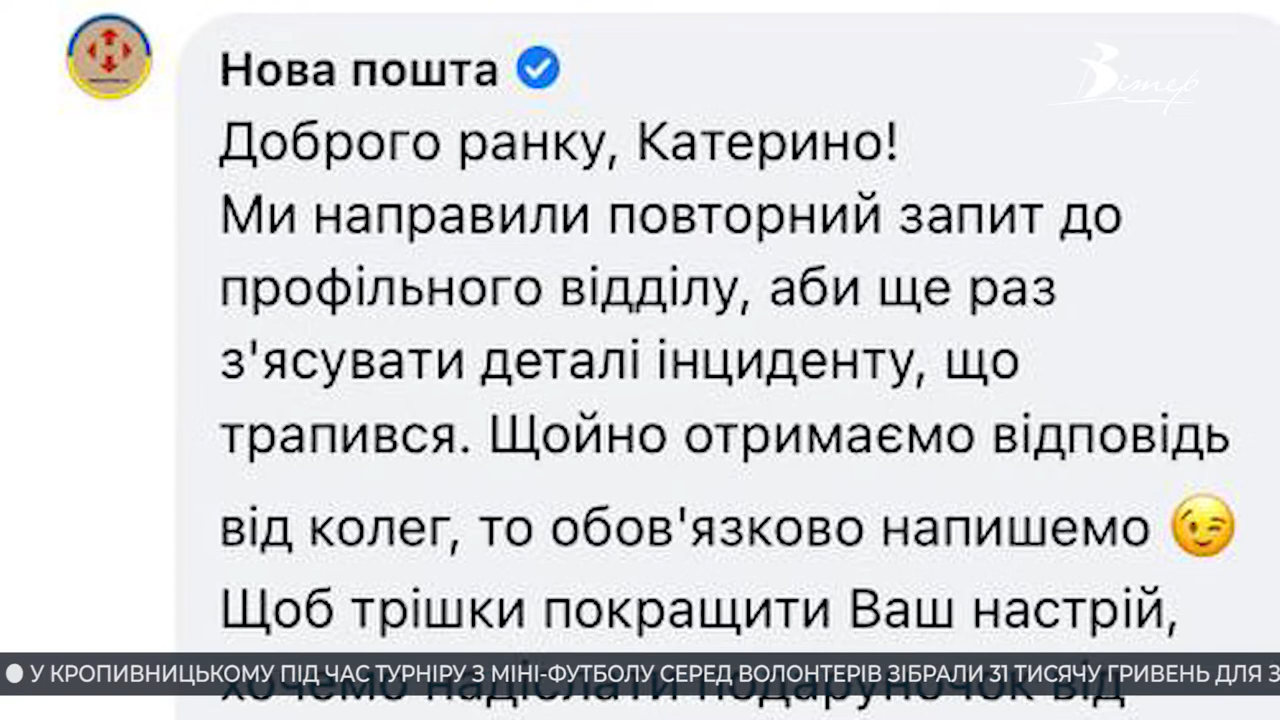 Нова пошта
Вітер
Доброго ранку, Катерино!
Ми направили повторний запит до
профільного відділу, аби ще раз
з'ясувати деталі інциденту, що
трапився. Щойно отримаємо відповідь
від колег, то обов'язково напишемо 😉
Щоб трішки покращити Ваш настрій,
хочемо надіслати подаруночок від
У КРОПИВНИЦЬКОМУ ПІД ЧАС ТУРНІРУ З МІНІ-ФУТБОЛУ СЕРЕД ВОЛОНТЕРІВ ЗІБРАЛИ 31 ТИСЯЧУ ГРИВЕНЬ ДЛЯ З